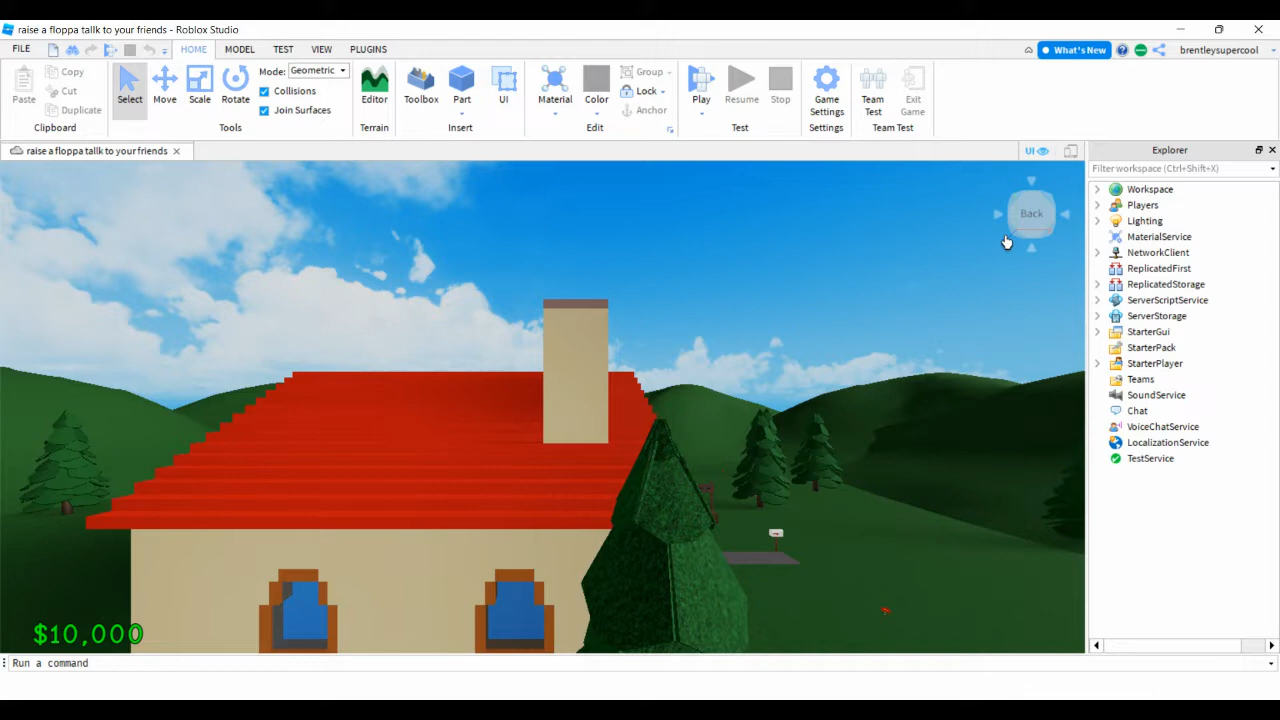 raise a floppa tallk to your friends - Roblox Studio
FILE
HOME
MODEL
TEST
VIEW
PLUGINS
What's New
brentleysupercool
Paste
Copy
Cut
Duplicate
Clipboard
Select
Move
Scale
Rotate
Mode: Geometric
Collisions
Join Surfaces
Tools
Editor
Terrain
Toolbox
Part
UI
Insert
Material
Color
Group
Lock
Anchor
Edit
Play
Resume
Stop
Test
Game
Settings
Settings
Team
Test
Exit
Game
Team Test
raise a floppa tallk to your friends
UI
Back
Explorer
Filter workspace (Ctrl+Shift+X)
Workspace
Players
Lighting
MaterialService
NetworkClient
ReplicatedFirst
ReplicatedStorage
ServerScriptService
ServerStorage
StarterGui
StarterPack
StarterPlayer
Teams
SoundService
Chat
VoiceChatService
LocalizationService
TestService
$10,000
Run a command